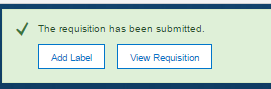 The requisition has been submitted.
Add Label View Requisition